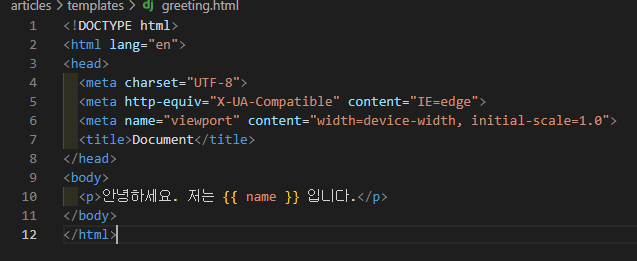 articles > templates > dj greeting.html
1 <!DOCTYPE html>
2 <html lang="en">
3 <head>
4 <meta charset="UTF-8">
5 <meta http-equiv="X-UA-Compatible" content="IE=edge">
6 <meta name="viewport" content="width=device-width, initial-scale=1.0">
7 <title>Document</title>
8 </head>
9 <body>
10 <p>안녕하세요. 저는 {{ name }} 입니다.</p>
11 </body>
12 </html>